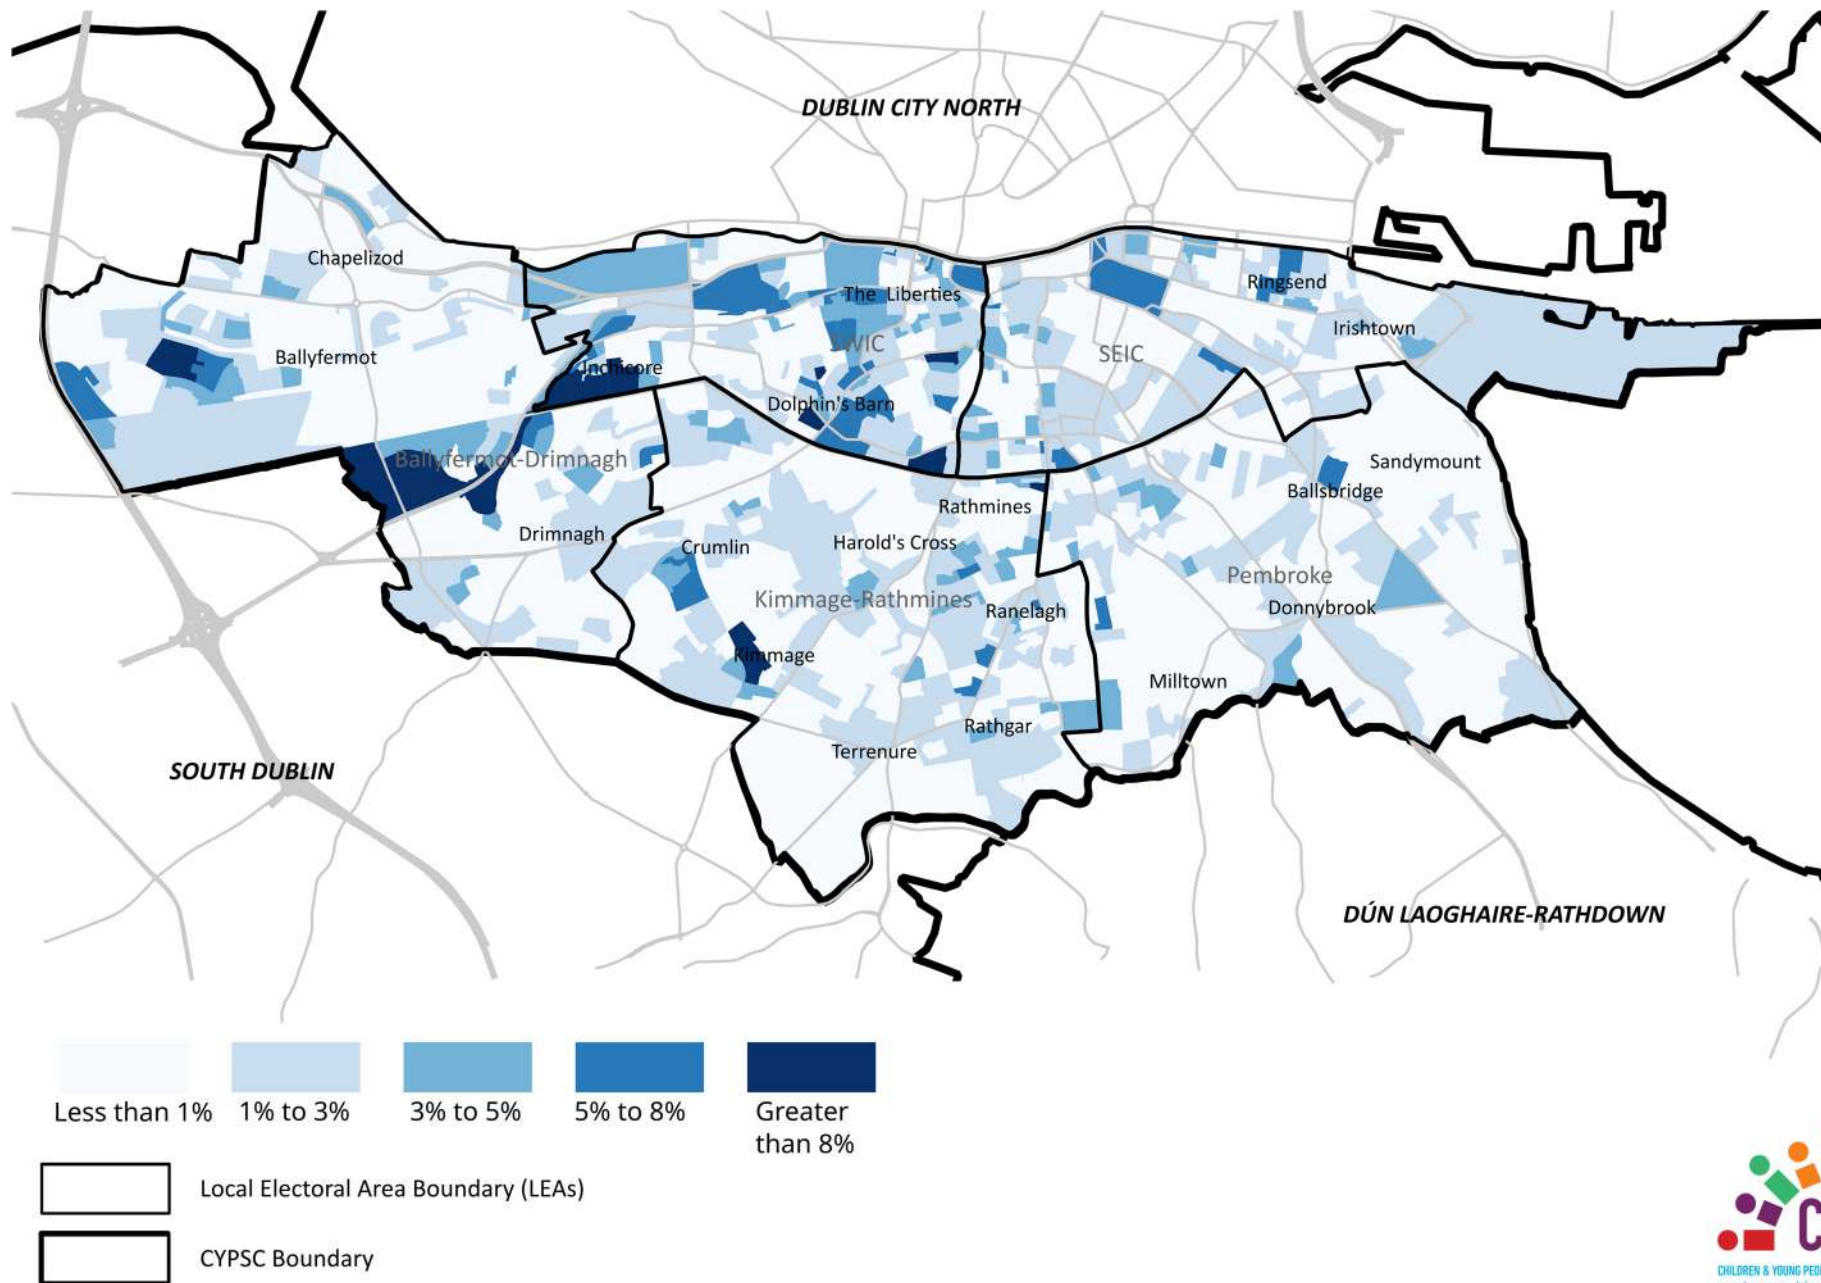 DUBLIN CITY NORTH
Chapelizod
The Liberties
Ringsend
Irishtown
Ballyfermot
SWIC
SEIC
Inchicore
Dolphin's Barn
Ballyfermot-Drimnagh
Sandymount
Ballsbridge
Rathmines
Drimnagh
Crumlin
Harold's Cross
Pembroke
Kimmage-Rathmines
Ranelagh
Donnybrook
Kimmage
Milltown
Rathgar
Terrenure
SOUTH DUBLIN
DÚN LAOGHAIRE-RATHDOWN
Less than 1%
1% to 3%
3% to 5%
5% to 8%
Greater
than 8%
Local Electoral Area Boundary (LEAs)
CYPSC Boundary
C
CHILDREN & YOUNG